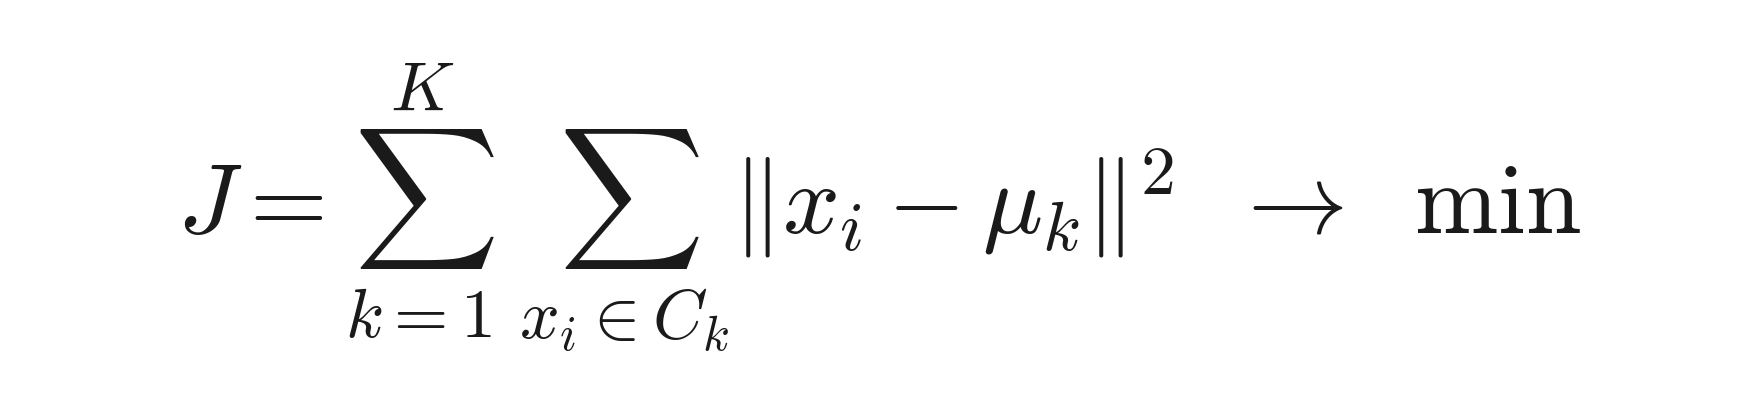 J = \sum_{k=1}^{K} \sum_{x_i \in C_k} \| x_i - \mu_k \|^2 \rightarrow \min